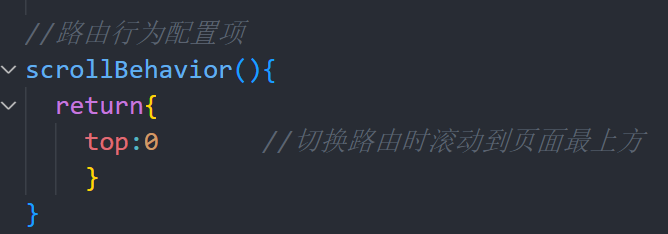 //路由行为配置项
scrollBehavior(){
return{
top:0 //切换路由时滚动到页面最上方
}
}